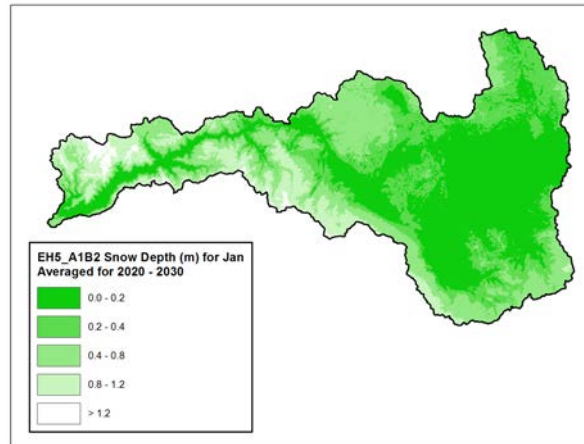 EH5_A1B2 Snow Depth (m) for Jan
Averaged for 2020 - 2030
0.0 - 0.2
0.2 - 0.4
0.4 - 0.8
0.8 - 1.2
> 1.2